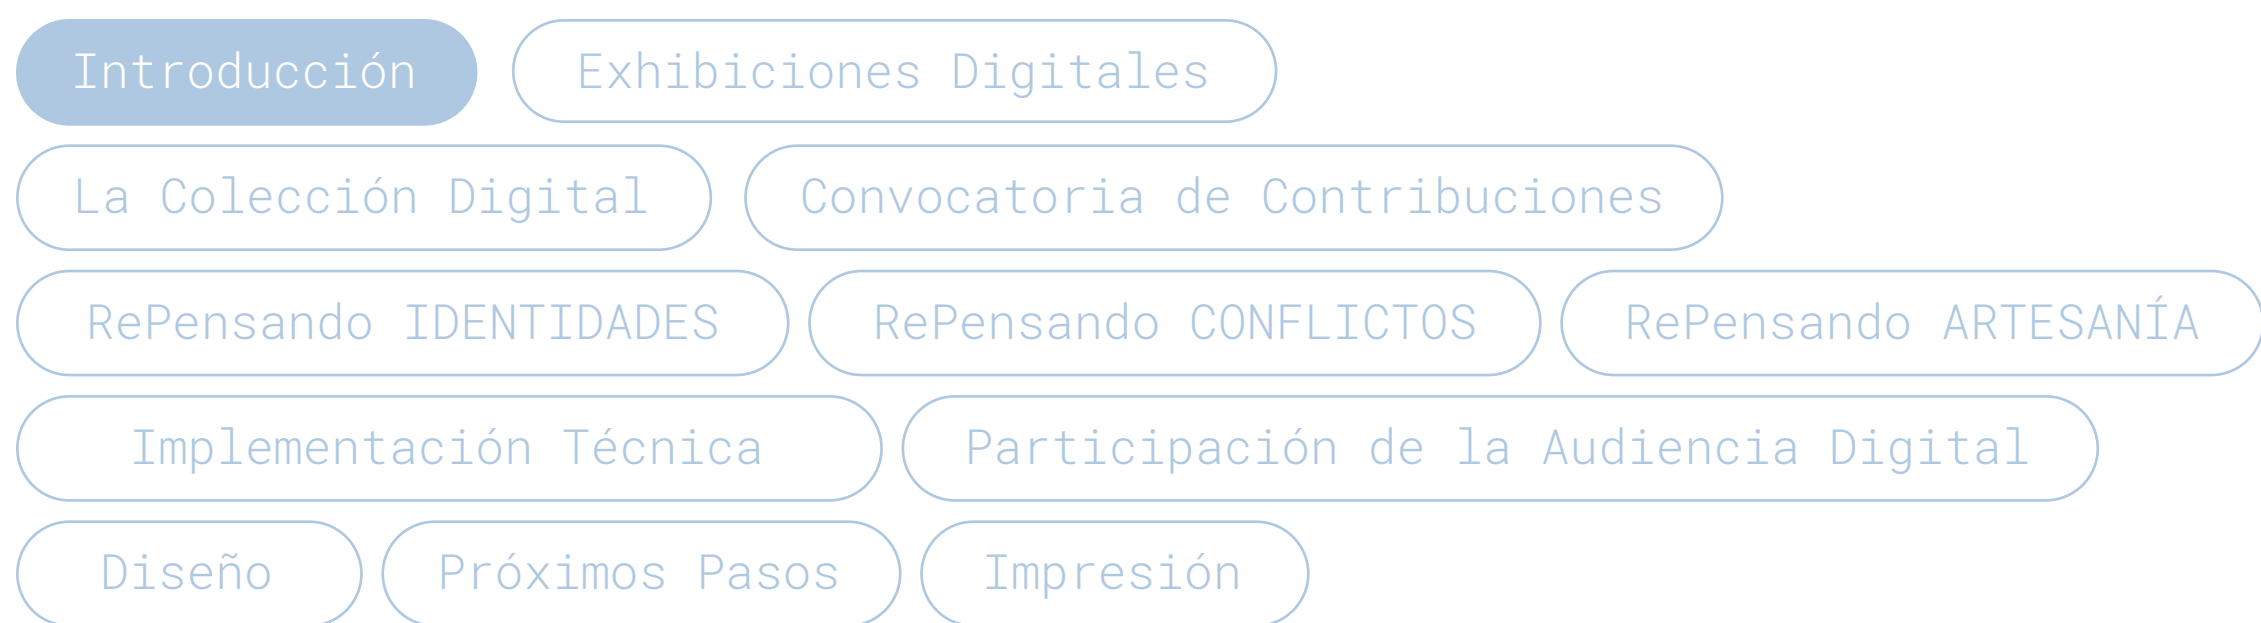 Introducción Exhibiciones Digitales
La Colección Digital Convocatoria de Contribuciones
RePensando IDENTIDADES RePensando CONFLICTOS RePensando ARTESANÍA
Implementación Técnica Participación de la Audiencia Digital
Diseño Próximos Pasos Impresión